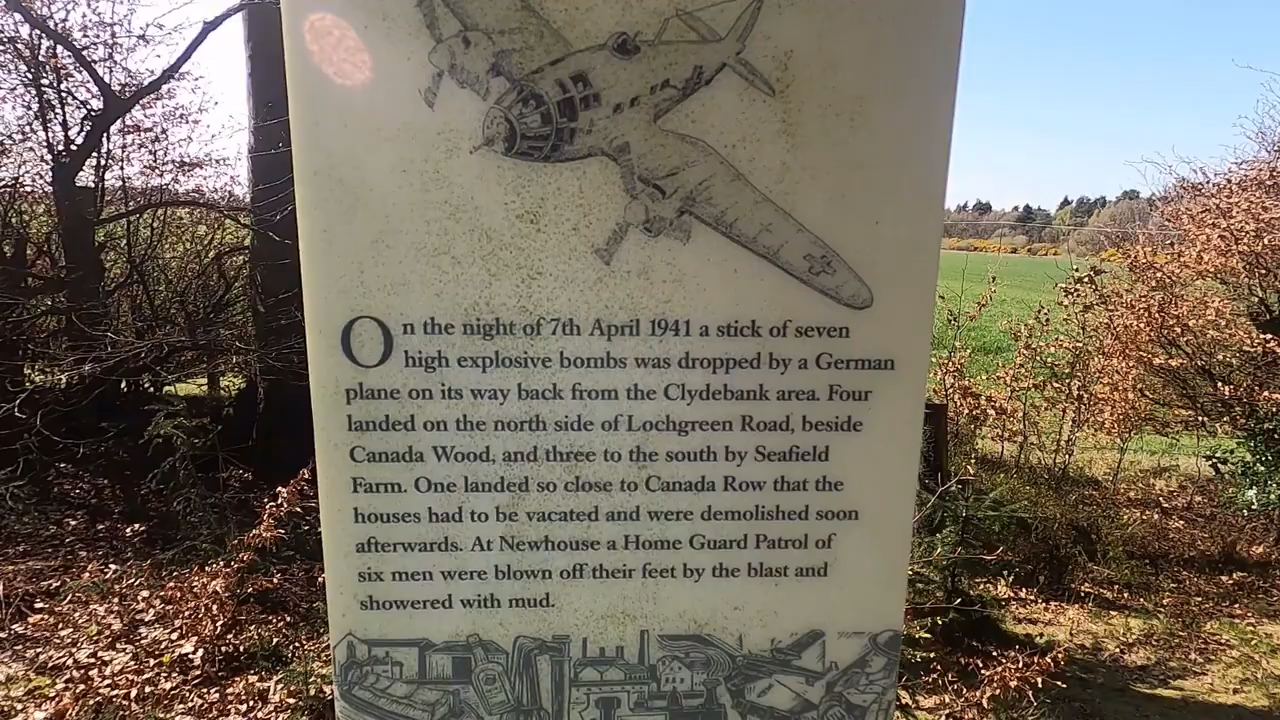 On the night of 7th April 1941 a stick of seven
high explosive bombs was dropped by a German
plane on its way back from the Clydebank area. Four
landed on the north side of Lochgreen Road, beside
Canada Wood, and three to the south by Seafield
Farm. One landed so close to Canada Row that the
houses had to be vacated and were demolished soon
afterwards. At Newhouse a Home Guard Patrol of
six men were blown off their feet by the blast and
showered with mud.